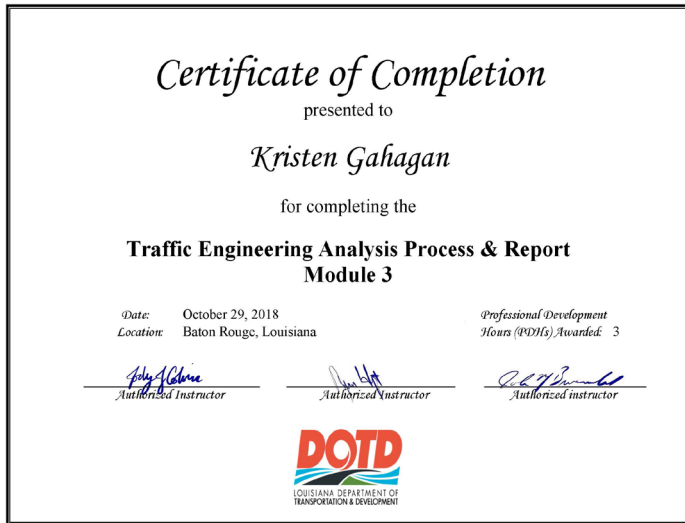 Certificate of Completion
presented to
Kristen Gahagan
for completing the
Traffic Engineering Analysis Process & Report
Module 3
Date: October 29, 2018
Location: Baton Rouge, Louisiana
Professional Development
Hours (PDHs) Awarded: 3
Authorized Instructor
Authorized Instructor
Authorized instructor
DOTD
LOUISIANA DEPARTMENT OF
TRANSPORTATION & DEVELOPMENT